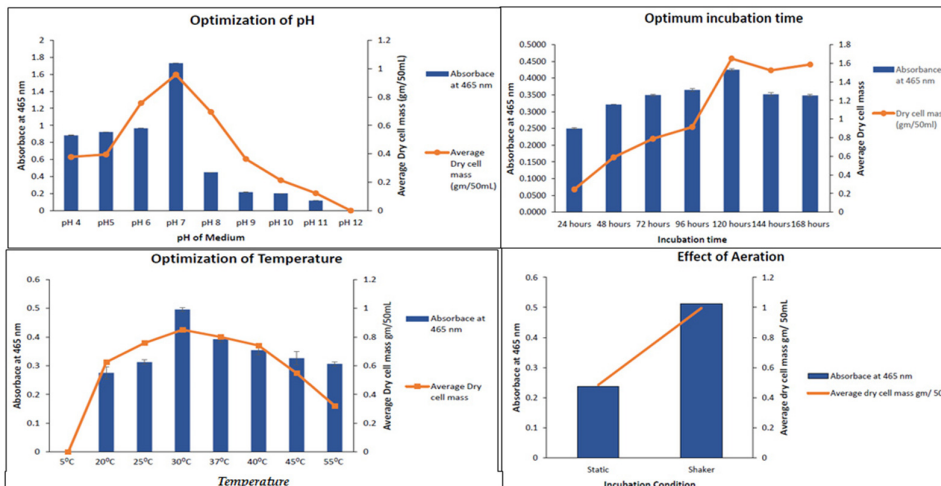 Optimization of pH
Absorbace at 465 nm
2
1.8
1.6
1.4
1.2
1
0.8
0.6
0.4
0.2
0
1.2
1
0.8
0.6
0.4
0.2
0
Average Dry cell mass (gm/50mL)
pH 4 pH5 pH 6 pH 7 pH 8 pH 9 pH 10 pH 11 pH 12
pH of Medium
Absorbace
at 465 nm
Average
Dry cell
mass
(gm/50mL)
Optimum incubation time
Absorbace at 465 nm
0.5000
0.4500
0.4000
0.3500
0.3000
0.2500
0.2000
0.1500
0.1000
0.0500
0.0000
1.8
1.6
1.4
1.2
1
0.8
0.6
0.4
0.2
0
Average Dry cell mass (gm/50mL)
24 hours 48 hours 72 hours 96 hours 120 hours 144 hours 168 hours
Incubation time
Absorbance
at 465 nm
Dry cell mass
(gm/50ml)
Optimization of Temperature
Absorbace at 465 nm
0.6
0.5
0.4
0.3
0.2
0.1
0
1.2
1
0.8
0.6
0.4
0.2
0
Average Dry cell mass gm/50mL
5⁰C 20⁰C 25⁰C 30⁰C 37⁰C 40⁰C 45⁰C 55⁰C
Temperature
Absorbace at
465 nm
Average Dry
cell mass
Effect of Aeration
Absorbace at 465 nm
0.6
0.5
0.4
0.3
0.2
0.1
0
1.2
1
0.8
0.6
0.4
0.2
0
Average Dry cell mass gm/ 50mL
Static Shaker
Incubation Condition
Absorbace at 465 nm
Average dry cell mass gm/ 50